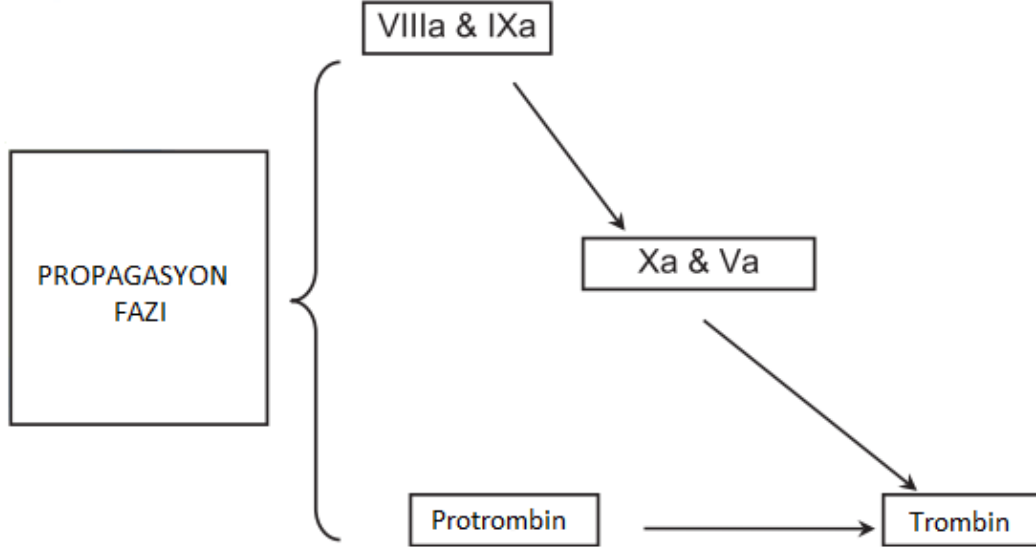 VIIIa & IXa
Xa & Va
PROPAGASYON
FAZI
Protrombin
Trombin